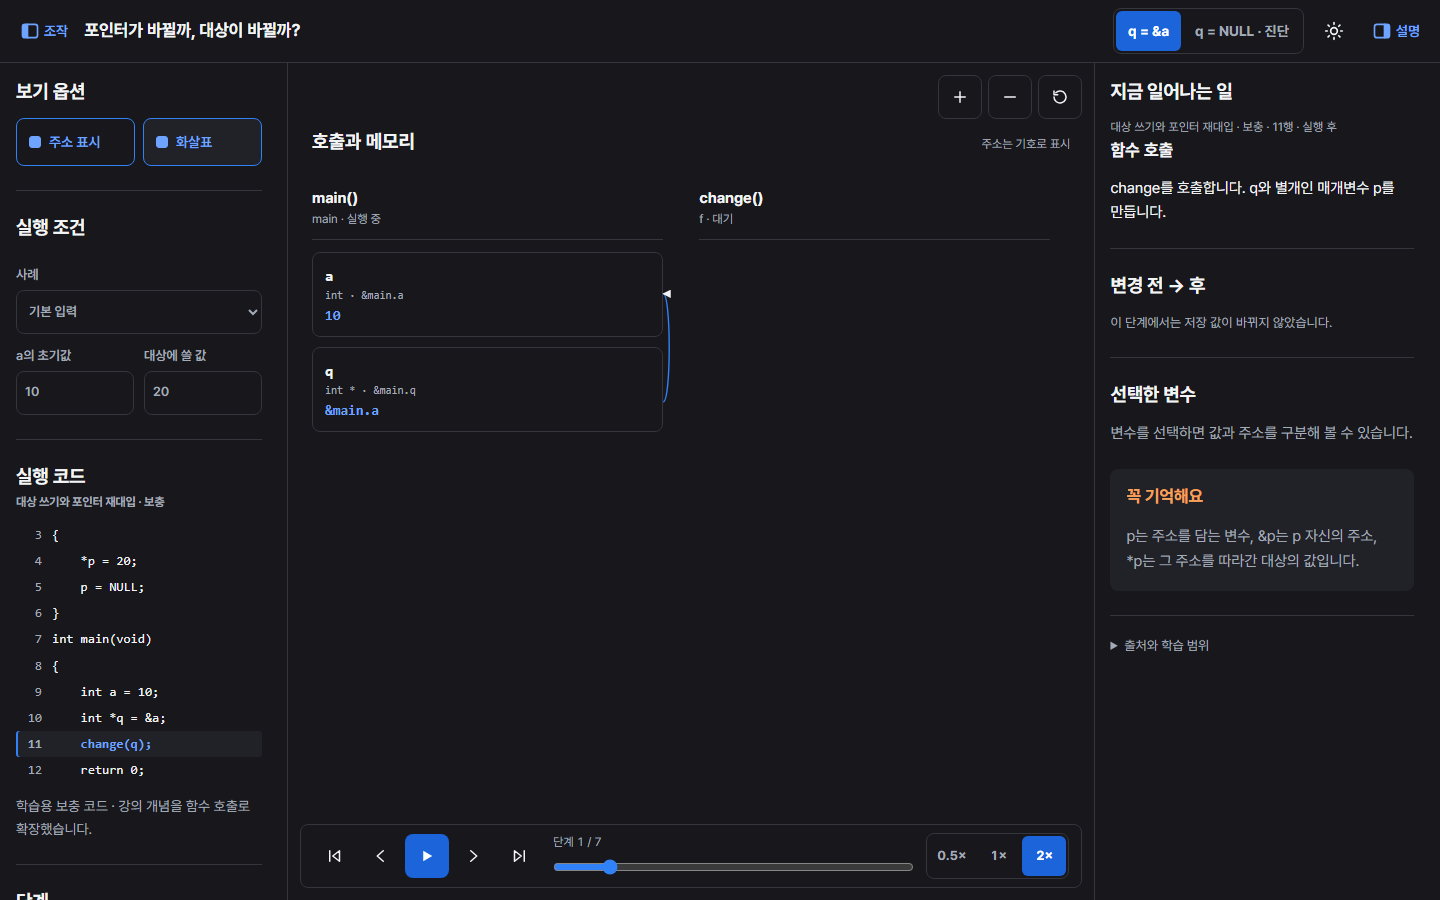 조작
포인터가 바뀔까, 대상이 바뀔까?
q = &a
q = NULL · 진단
설명
보기 옵션
주소 표시
화살표
실행 조건
사례
기본 입력
a의 초기값
대상에 쓸 값
10
20
실행 코드
대상 쓰기와 포인터 재대입 · 보충
3 {
4 *p = 20;
5 p = NULL;
6 }
7 int main(void)
8 {
9 int a = 10;
10 int *q = &a;
11 change(q);
12 return 0;
학습용 보충 코드 · 강의 개념을 함수 호출로
확장했습니다.
호출과 메모리
주소는 기호로 표시
main()
main · 실행 중
change()
f · 대기
a
int · &main.a
10
q
int * · &main.q
&main.a
단계 1 / 7
0.5×
1×
2×
지금 일어나는 일
대상 쓰기와 포인터 재대입 · 보충 · 11행 · 실행 후
함수 호출
change를 호출합니다. q와 별개인 매개변수 p를
만듭니다.
변경 전 → 후
이 단계에서는 저장 값이 바뀌지 않았습니다.
선택한 변수
변수를 선택하면 값과 주소를 구분해 볼 수 있습니다.
꼭 기억해요
p는 주소를 담는 변수, &p는 p 자신의 주소,
*p는 그 주소를 따라간 대상의 값입니다.
출처와 학습 범위